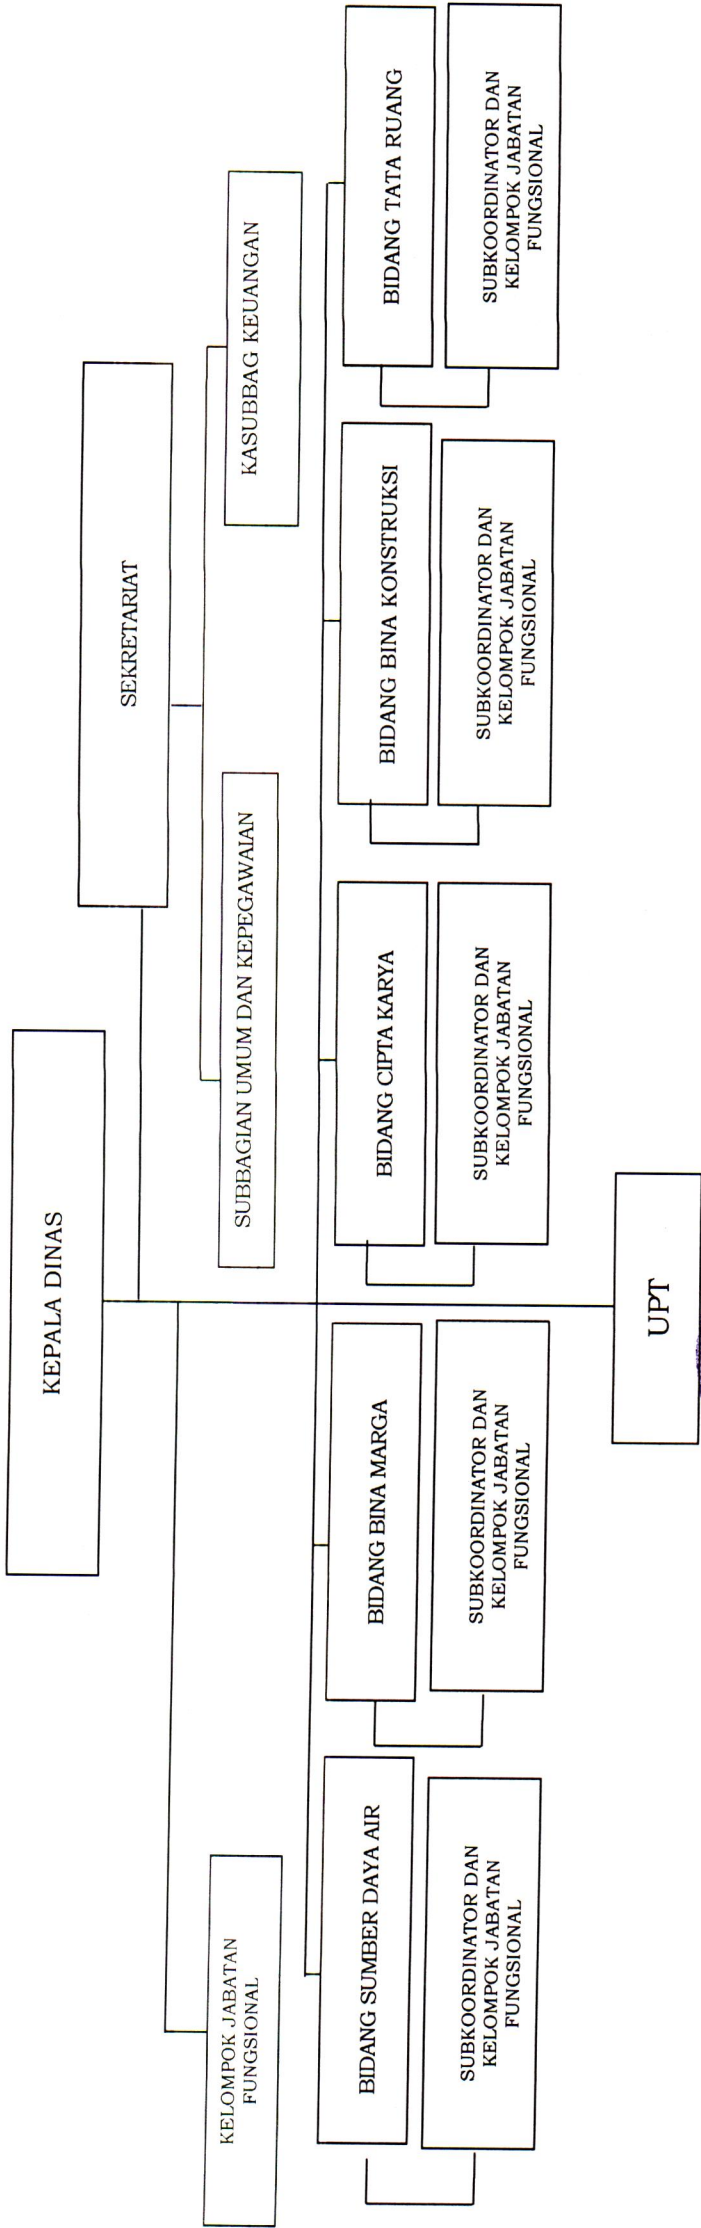 KEPALA DINAS
SEKRETARIAT
KELOMPOK JABATAN
FUNGSIONAL
SUBBAGIAN UMUM DAN KEPEGAWAIAN
KASUBBAG KEUANGAN
BIDANG SUMBER DAYA AIR
BIDANG BINA MARGA
BIDANG CIPTA KARYA
BIDANG BINA KONSTRUKSI
BIDANG TATA RUANG
SUBKOORDINATOR DAN
KELOMPOK JABATAN
FUNGSIONAL
SUBKOORDINATOR DAN
KELOMPOK JABATAN
FUNGSIONAL
SUBKOORDINATOR DAN
KELOMPOK JABATAN
FUNGSIONAL
SUBKOORDINATOR DAN
KELOMPOK JABATAN
FUNGSIONAL
SUBKOORDINATOR DAN
KELOMPOK JABATAN
FUNGSIONAL
UPT